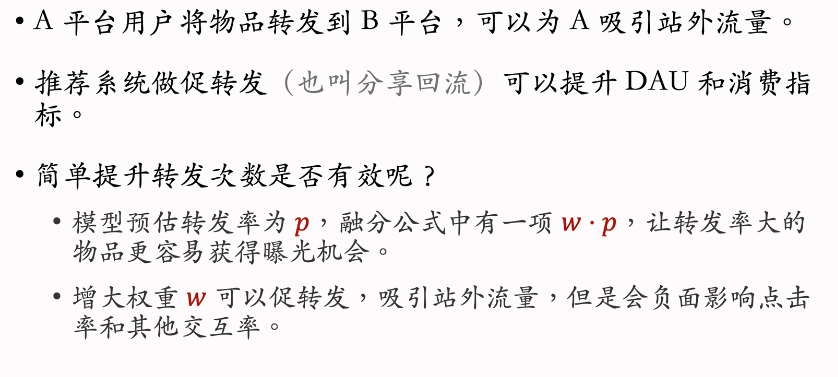 • A 平台用户将物品转发到 B 平台，可以为 A 吸引站外流量。
• 推荐系统做促转发（也叫分享回流）可以提升 DAU 和消费指
标。
• 简单提升转发次数是否有效呢？
• 模型预估转发率为 p，融分公式中有一项 w · p，让转发率大的
物品更容易获得曝光机会。
• 增大权重 w 可以促转发，吸引站外流量，但是会负面影响点击
率和其他交互率。